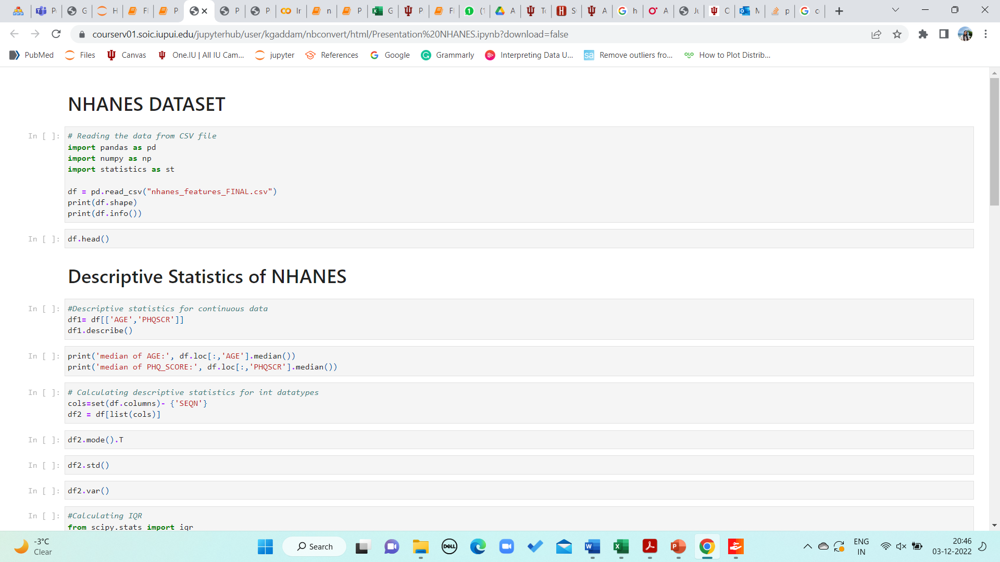 courserv01.soic.iupui.edu/jupyterhub/user/kgaddam/nbconvert/html/Presentation%20NHANES.ipynb?download=false
PubMed Files Canvas One.IU | All IU Cam... jupyter References Google Grammarly Interpreting Data U... Remove outliers fro... How to Plot Distrib...
NHANES DATASET
In [ ]: # Reading the data from CSV file
import pandas as pd
import numpy as np
import statistics as st
df = pd.read_csv("nhanes_features_FINAL.csv")
print(df.shape)
print(df.info())
In [ ]: df.head()
Descriptive Statistics of NHANES
In [ ]: #Descriptive statistics for continuous data
df1= df[['AGE','PHQSCR']]
df1.describe()
In [ ]: print('median of AGE:', df.loc[:,'AGE'].median())
print('median of PHQ_SCORE:', df.loc[:,'PHQSCR'].median())
In [ ]: # Calculating descriptive statistics for int datatypes
cols=set(df.columns)- {'SEQN'}
df2 = df[list(cols)]
In [ ]: df2.mode().T
In [ ]: df2.std()
In [ ]: df2.var()
In [ ]: #Calculating IQR
from scipy.stats import iqr
-3°C
Clear
Search
ENG
IN
20:46
03-12-2022